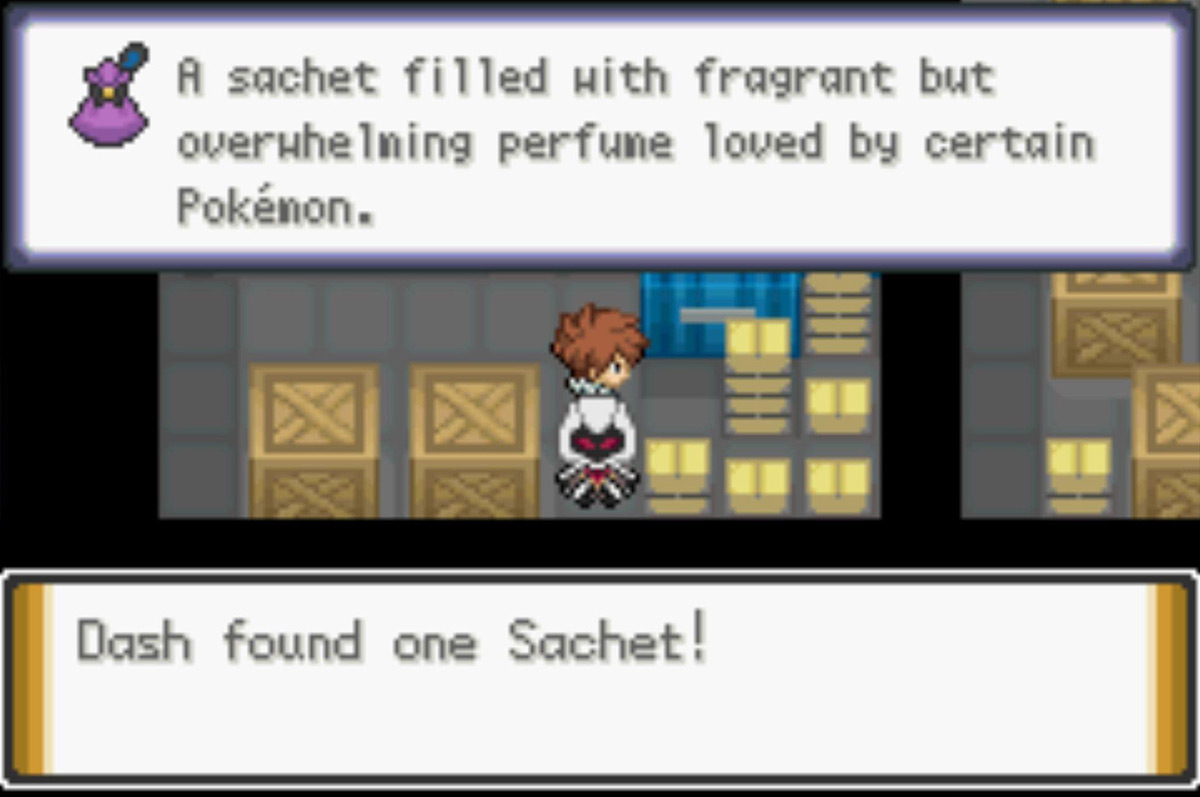 A sachet filled with fragrant but
overwhelming perfume loved by certain
Pokémon.
Dash found one Sachet!